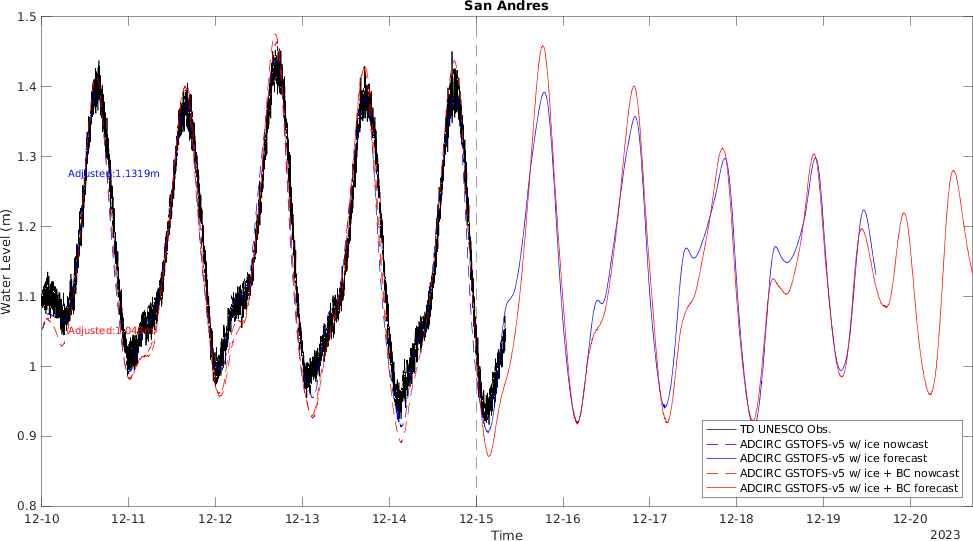 San Andres
1.5
1.4
1.3
1.2
1.1
1
0.9
0.8
Water Level (m)
Adjusted:1.1319m
TD UNESCO Obs.
ADCIRC GSTOFS-v5 w/ ice nowcast
ADCIRC GSTOFS-v5 w/ ice forecast
ADCIRC GSTOFS-v5 w/ ice + BC nowcast
ADCIRC GSTOFS-v5 w/ ice + BC forecast
12-10 12-11 12-12 12-13 12-14 12-15 12-16 12-17 12-18 12-19 12-20
Time
2023